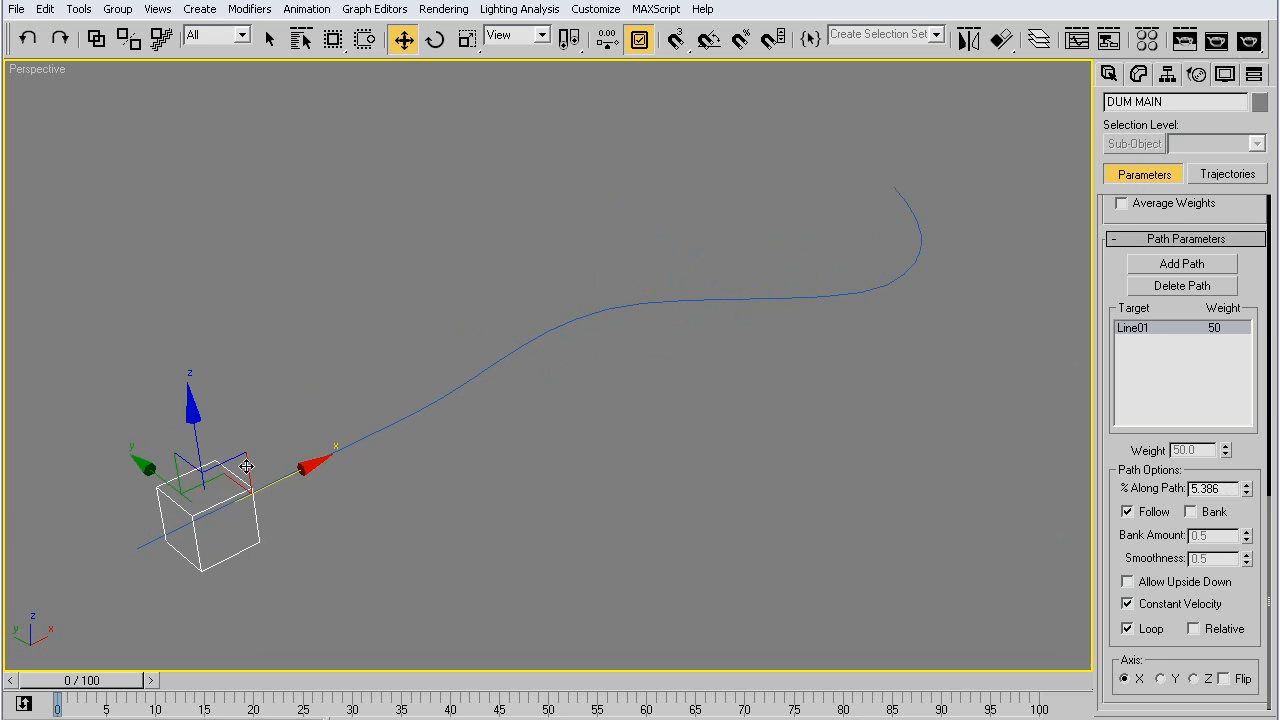 File Edit Tools Group Views Create Modifiers Animation Graph Editors Rendering Lighting Analysis Customize MAXScript Help
All View 0.00 3 Create Selection Set
Perspective
DUM MAIN
Selection Level:
Sub-Object
Parameters Trajectories
Average Weights
- Path Parameters
Add Path
Delete Path
Target Weight
Line01 50
Weight 50.0
Path Options:
% Along Path: 5.386
Follow Bank
Bank Amount: 0.5
Smoothness: 0.5
Allow Upside Down
Constant Velocity
Loop Relative
Axis:
X Y Z Flip
z
y x
z
y x
< 0 / 100 >
0 5 10 15 20 25 30 35 40 45 50 55 60 65 70 75 80 85 90 95 100